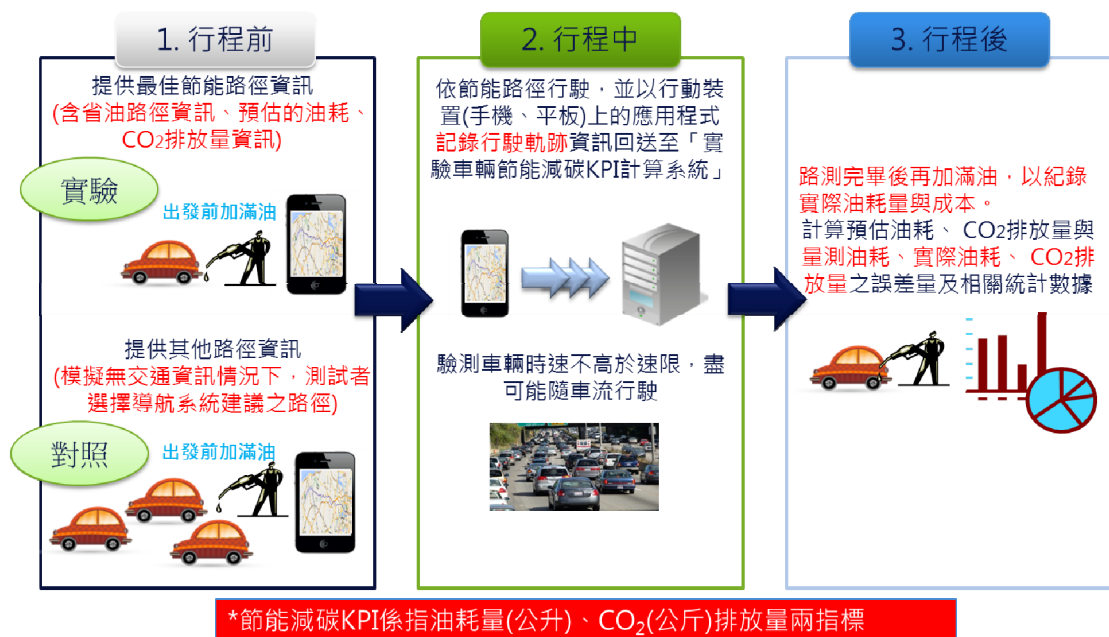 1. 行程前
提供最佳節能路徑資訊
(含省油路徑資訊、預估的油耗、
CO2排放量資訊)
實驗
出發前加滿油
提供其他路徑資訊
(模擬無交通資訊情況下，測試者
選擇導航系統建議之路徑)
對照
出發前加滿油
2. 行程中
依節能路徑行駛，並以行動裝
置(手機、平板)上的應用程式
記錄行駛軌跡資訊回送至「實
驗車輛節能減碳KPI計算系統」
驗測車輛時速不高於速限，盡
可能隨車流行駛
3. 行程後
路測完畢後再加滿油，以紀錄
實際油耗量與成本。
計算預估油耗、 CO2排放量與
量測油耗、實際油耗、 CO2排
放量之誤差量及相關統計數據
*節能減碳KPI係指油耗量(公升)、CO2(公斤)排放量兩指標